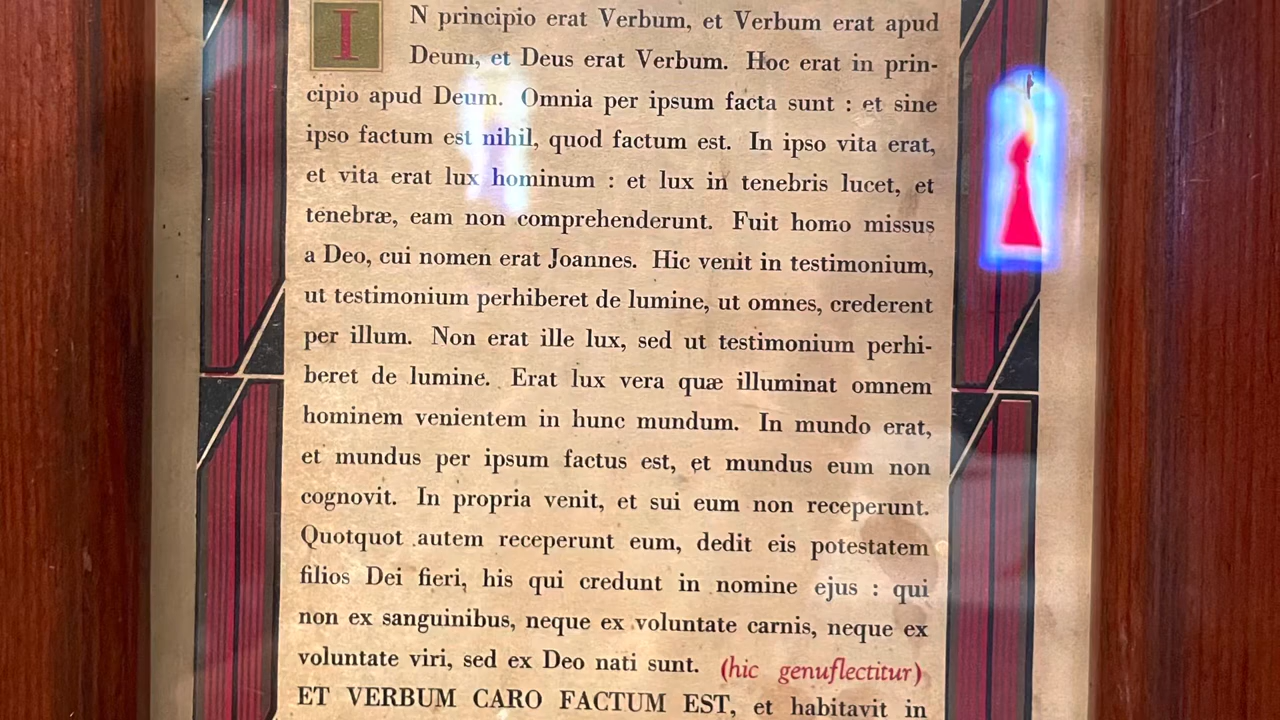 IN principio erat Verbum, et Verbum erat apud
Deum, et Deus erat Verbum. Hoc erat in prin-
cipio apud Deum. Omnia per ipsum facta sunt : et sine
ipso factum est nihil, quod factum est. In ipso vita erat,
et vita erat lux hominum : et lux in tenebris lucet, et
tenebræ, eam non comprehenderunt. Fuit homo missus
a Deo, cui nomen erat Joannes. Hic venit in testimonium,
ut testimonium perhiberet de lumine, ut omnes, crederent
per illum. Non erat ille lux, sed ut testimonium perhi-
beret de lumine. Erat lux vera quæ illuminat omnem
hominem venientem in hunc mundum. In mundo erat,
et mundus per ipsum factus est, et mundus eum non
cognovit. In propria venit, et sui eum non receperunt.
Quotquot autem receperunt eum, dedit eis potestatem
filios Dei fieri, his qui credunt in nomine ejus : qui
non ex sanguinibus, neque ex voluntate carnis, neque ex
voluntate viri, sed ex Deo nati sunt. (hic genuflectitur)
ET VERBUM CARO FACTUM EST, et habitavit in